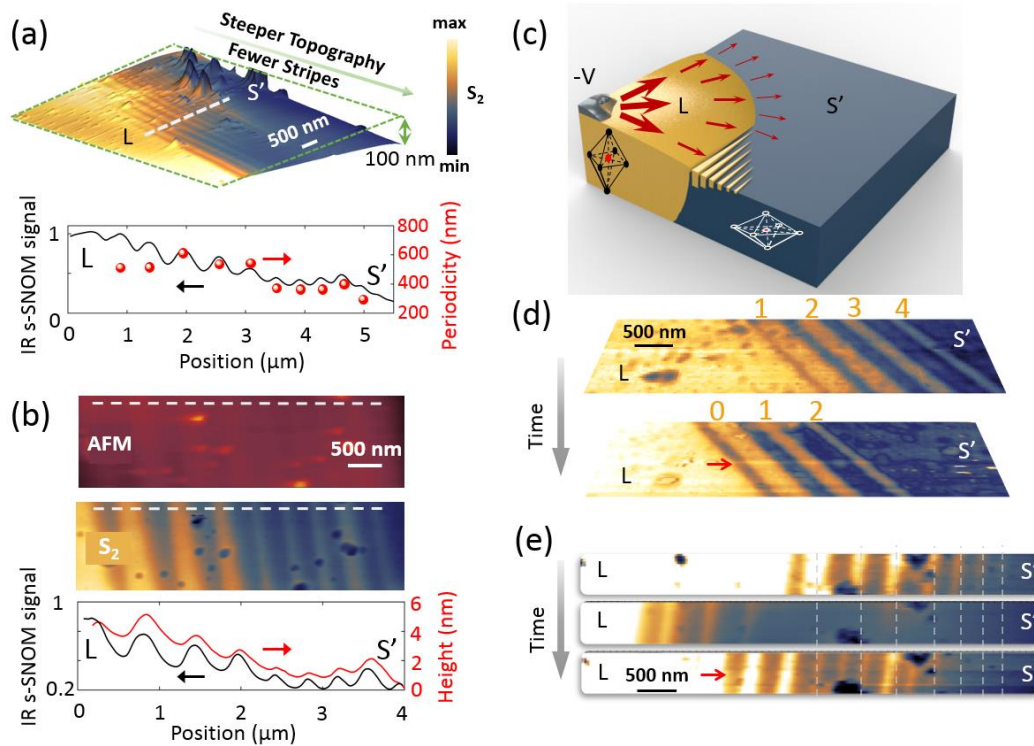 (a)
Steeper Topography
Fewer Stripes
max
S₂
min
L
S'
500 nm
100 nm
IR s-SNOM signal
1
0
L
S'
800
600
400
200
Periodicity (nm)
0 1 2 3 4 5
Position (µm)
(b)
AFM
500 nm
S₂
IR s-SNOM signal
1
0.2
L
S'
6
4
2
0
Height (nm)
0 1 2 3 4
Position (µm)
(c)
-V
L
S'
(d)
1 2 3 4
500 nm
L
S'
Time
0 1 2
L
S'
(e)
Time
L
S'
L
S'
L
500 nm
S'